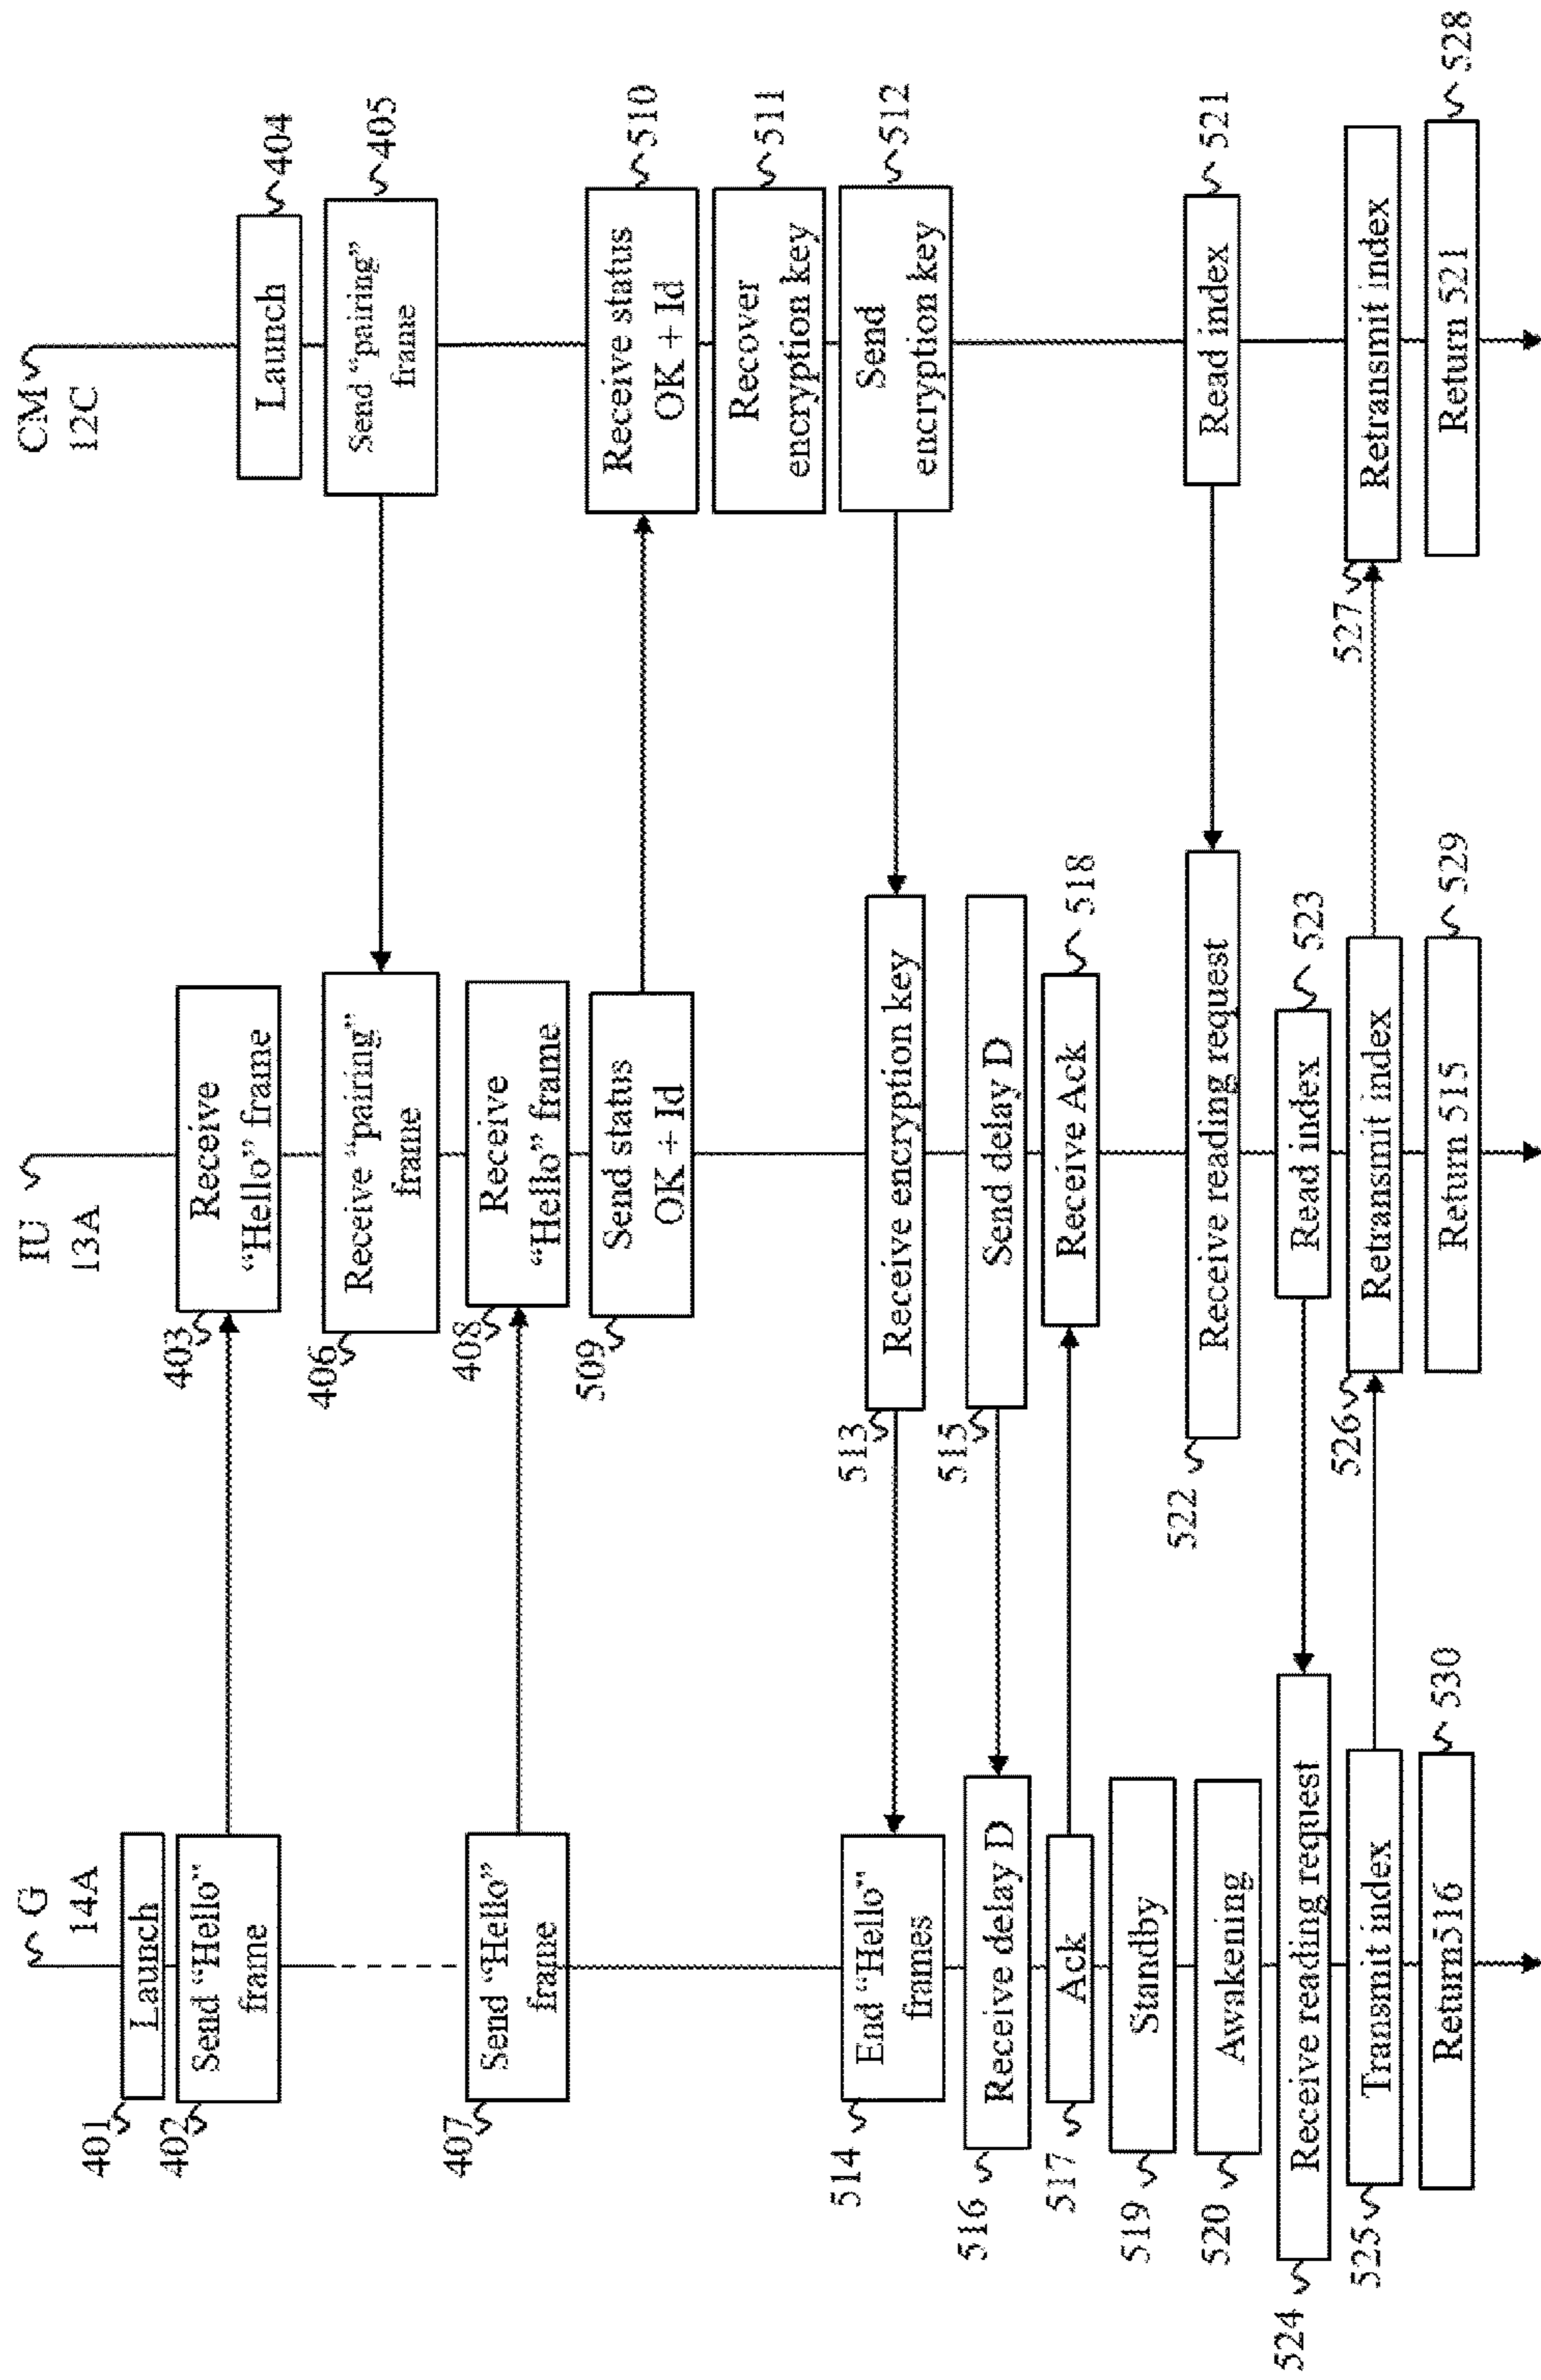 G
14A
401
Launch
402
Send "Hello"
frame
407
Send "Hello"
frame
514
End "Hello"
frames
516
Receive delay D
517
Ack
519
Standby
520
Awakening
524
Receive reading request
525
Transmit index
Return516
530
IU
13A
403
Receive
"Hello" frame
406
Receive "pairing"
frame
408
Receive
"Hello" frame
509
Send status
OK + Id
513
Receive encryption key
515
Send delay D
Receive Ack
518
522
Receive reading request
Read index
523
526
Retransmit index
Return 515
529
CM
12C
Launch
404
Send "pairing"
frame
405
Receive status
OK + Id
510
Recover
encryption key
511
Send
encryption key
512
Read index
521
527
Retransmit index
Return 521
528